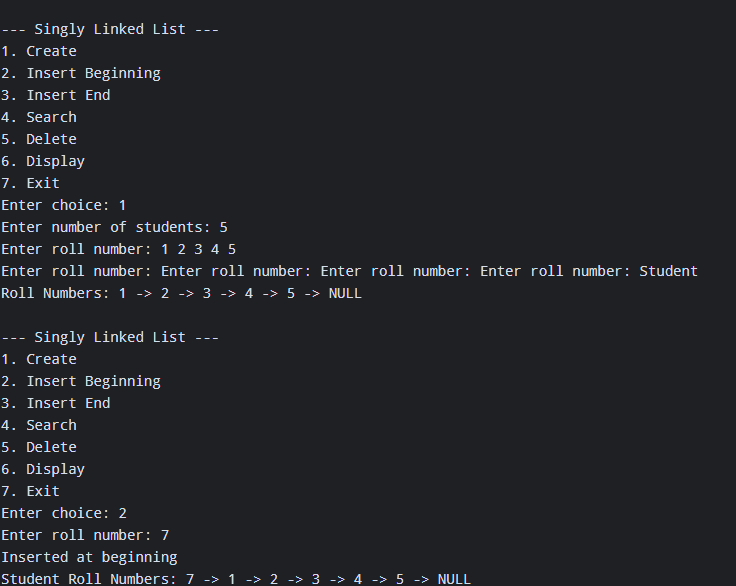 --- Singly Linked List ---
1. Create
2. Insert Beginning
3. Insert End
4. Search
5. Delete
6. Display
7. Exit
Enter choice: 1
Enter number of students: 5
Enter roll number: 1 2 3 4 5
Enter roll number: Enter roll number: Enter roll number: Enter roll number: Student
Roll Numbers: 1 -> 2 -> 3 -> 4 -> 5 -> NULL
--- Singly Linked List ---
1. Create
2. Insert Beginning
3. Insert End
4. Search
5. Delete
6. Display
7. Exit
Enter choice: 2
Enter roll number: 7
Inserted at beginning
Student Roll Numbers: 7 -> 1 -> 2 -> 3 -> 4 -> 5 -> NULL